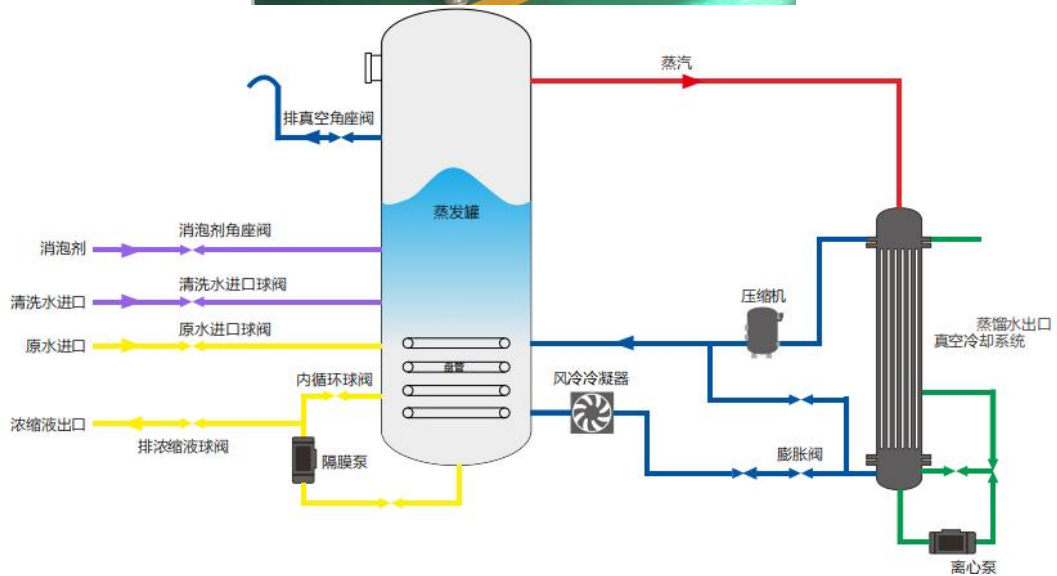 蒸汽
排真空角座阀
蒸发罐
消泡剂角座阀
消泡剂
清洗水进口球阀
清洗水进口
压缩机
原水进口球阀
原水进口
蒸馏水出口
真空冷却系统
盘管
内循环球阀
风冷冷凝器
浓缩液出口
排浓缩液球阀
隔膜泵
膨胀阀
离心泵